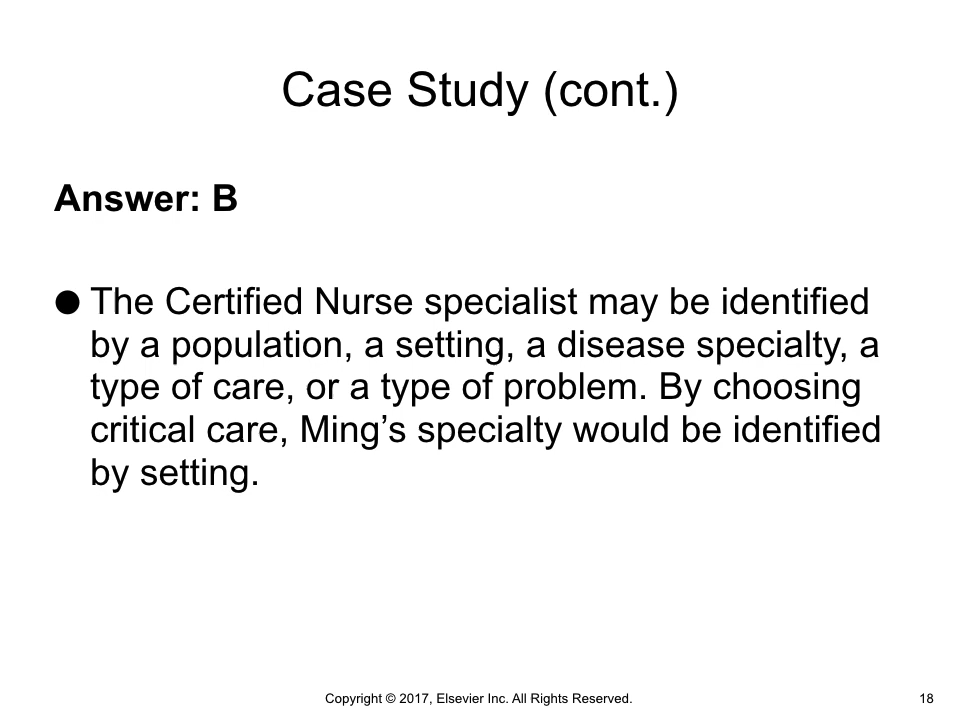 Case Study (cont.)
Answer: B
● The Certified Nurse specialist may be identified
by a population, a setting, a disease specialty, a
type of care, or a type of problem. By choosing
critical care, Ming’s specialty would be identified
by setting.
Copyright © 2017, Elsevier Inc. All Rights Reserved. 18